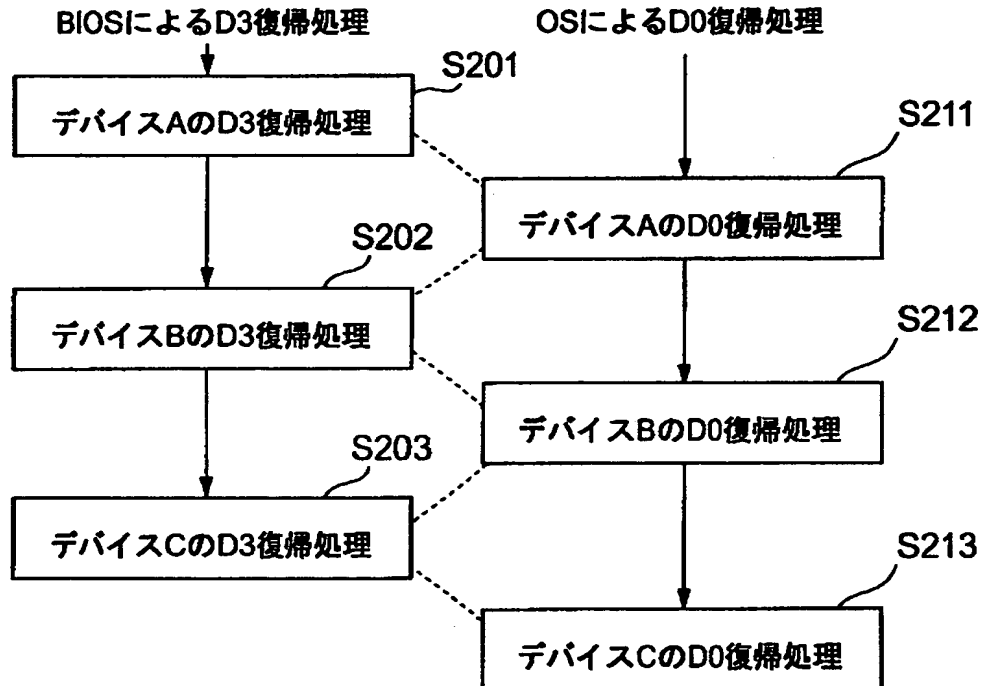 BIOSによるD3復帰処理
OSによるD0復帰処理
S201
デバイスAのD3復帰処理
S211
デバイスAのD0復帰処理
S202
デバイスBのD3復帰処理
S212
デバイスBのD0復帰処理
S203
デバイスCのD3復帰処理
S213
デバイスCのD0復帰処理